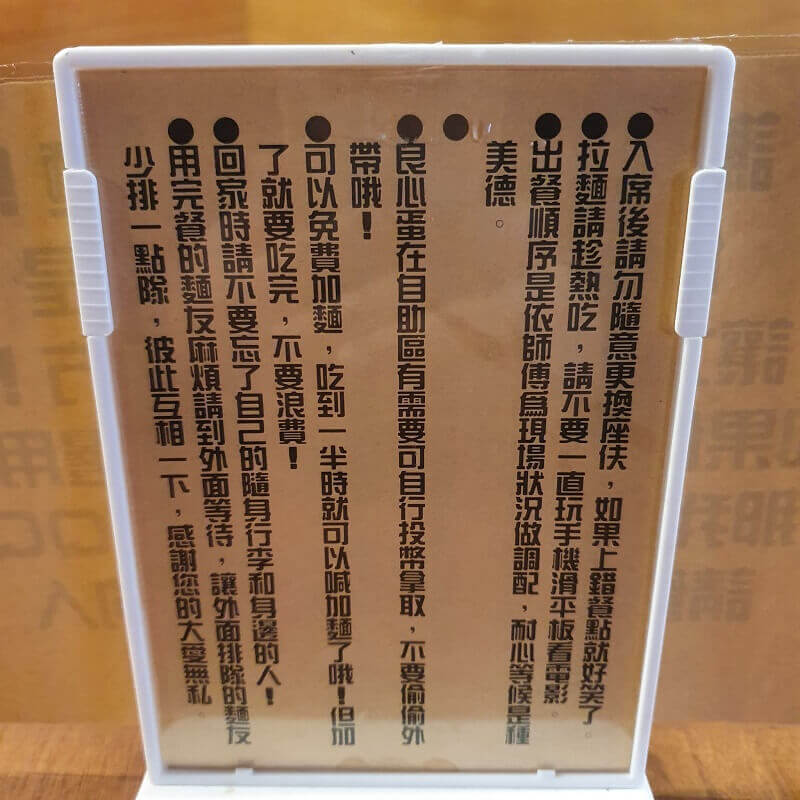 ●入席後請勿隨意更換座伕，如果上錯餐點就好笑了。
●拉麵請趁熱吃，請不要一直玩手機滑平板看電影。
●出餐順序是依師傅爲現場狀況做調配，耐心等候是種
美德。
●
●良心蛋在自助區有需要可自行投幣拿取，不要偷偷外
帶哦！
●可以免費加麵，吃到一半時就可以喊加麵了哦！但加
了就要吃完，不要浪費！
●回家時請不要忘了自己的隨身行李和身邊的人！
●用完餐的麵友麻煩請到外面等待，讓外面排隊的麵友
少排一點隊，彼此互相一下，感謝您的大愛無私。